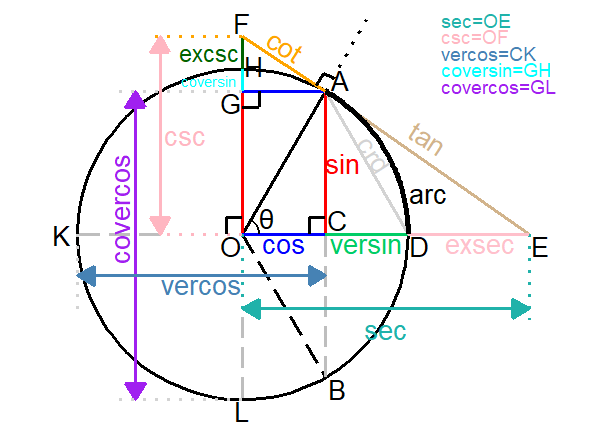 F
sec=OE
csc=OF
vercos=CK
coversin=GH
covercos=GL
cot
excsc
H
A
coversin
G
csc
tan
crd
sin
arc
covercos
θ
K
O
C
D
E
cos
versin
exsec
vercos
sec
B
L